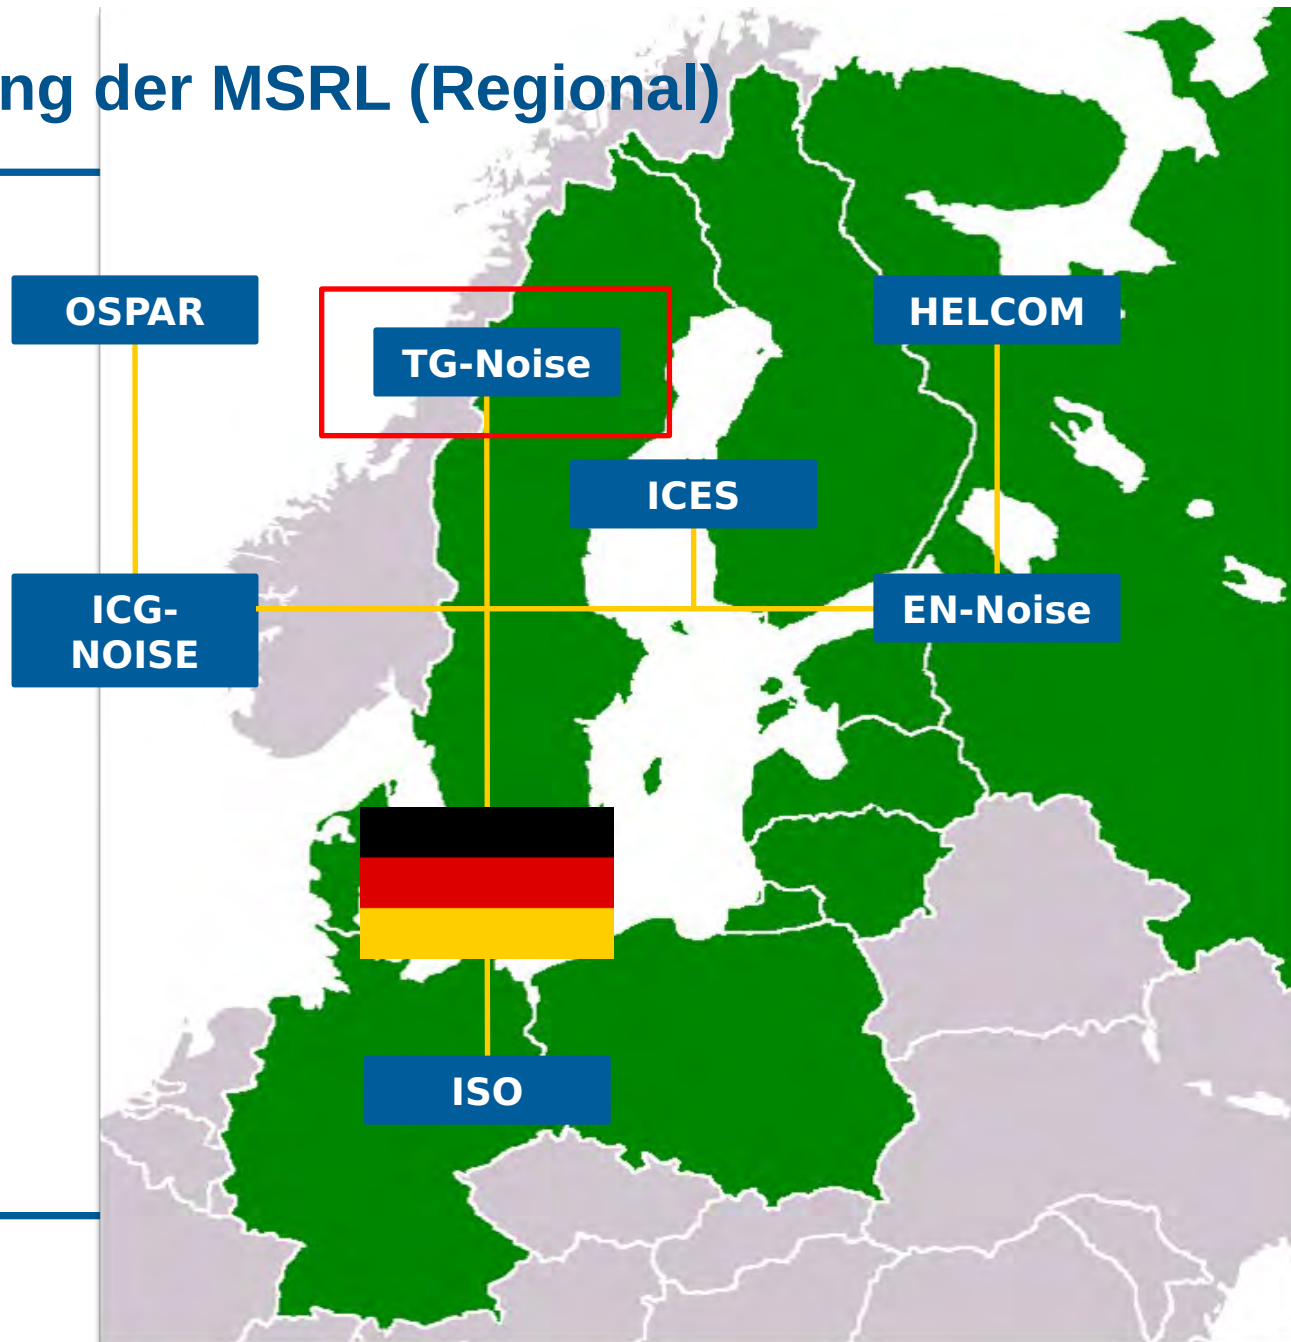 ng der MSRL (Regional)
OSPAR
TG-Noise
HELCOM
ICES
ICG-
NOISE
EN-Noise
ISO